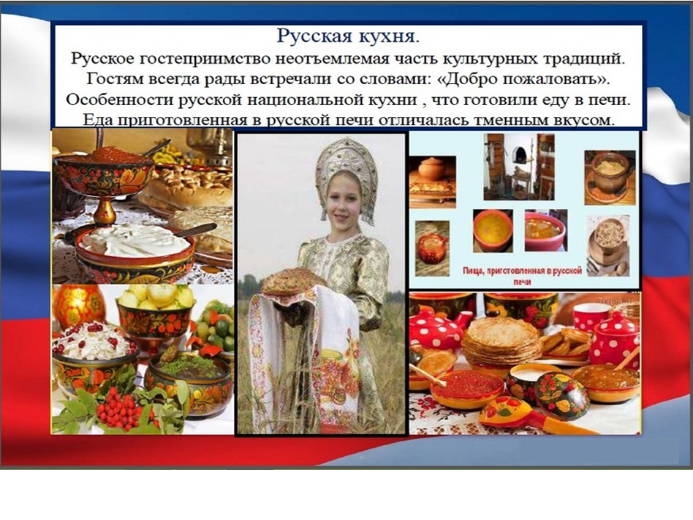 Русская кухня.
Русское гостеприимство неотъемлемая часть культурных традиций.
Гостям всегда рады встречали со словами: «Добро пожаловать».
Особенности русской национальной кухни , что готовили еду в печи.
Еда приготовленная в русской печи отличалась тменным вкусом.
Пища, приготовленная в русской
печи